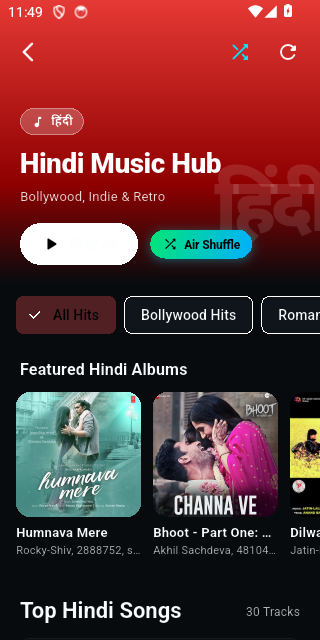 11:49
हिंदी
Hindi Music Hub
हिंदी
Bollywood, Indie & Retro
Air Shuffle
All Hits
Bollywood Hits
Roman
Featured Hindi Albums
humnava
mere
BHOOT
CHANNA VE
Humnava Mere
Bhoot - Part One: ...
Dilwa
Rocky-Shiv, 2888752, s...
Akhil Sachdeva, 48104...
Jatin-
Top Hindi Songs
30 Tracks